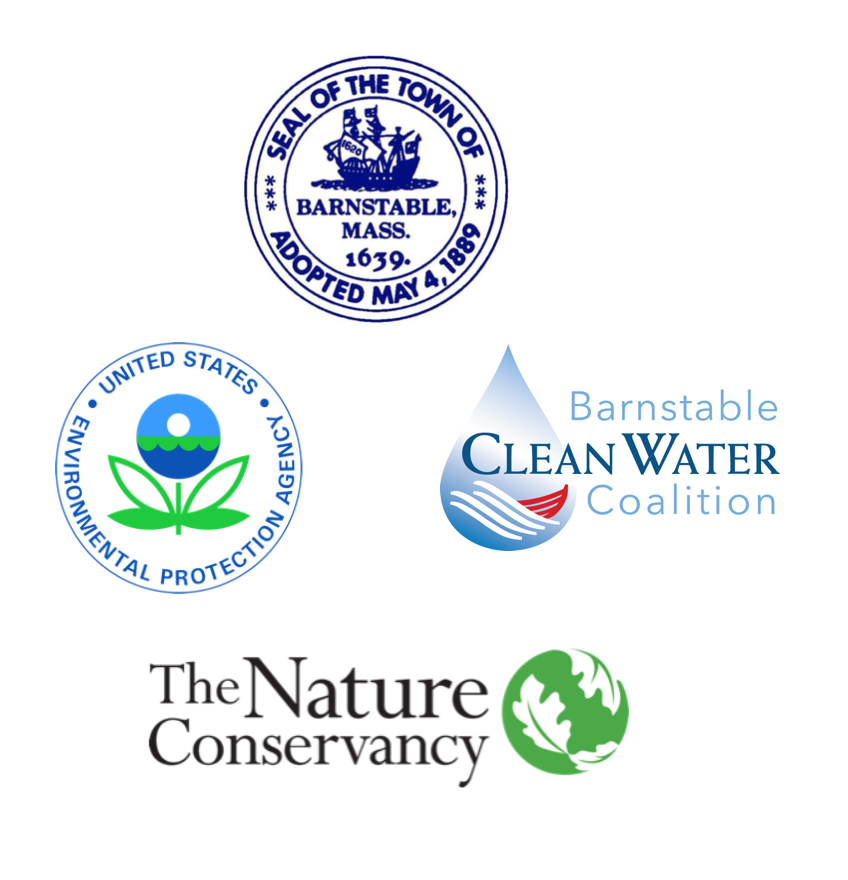 SEAL OF THE TOWN OF
1620
BARNSTABLE,
MASS.
1639.
*** ADOPTED MAY 4, 1889 ***
• UNITED STATES •
ENVIRONMENTAL PROTECTION AGENCY
Barnstable
CLEAN WATER
Coalition
The Nature
Conservancy